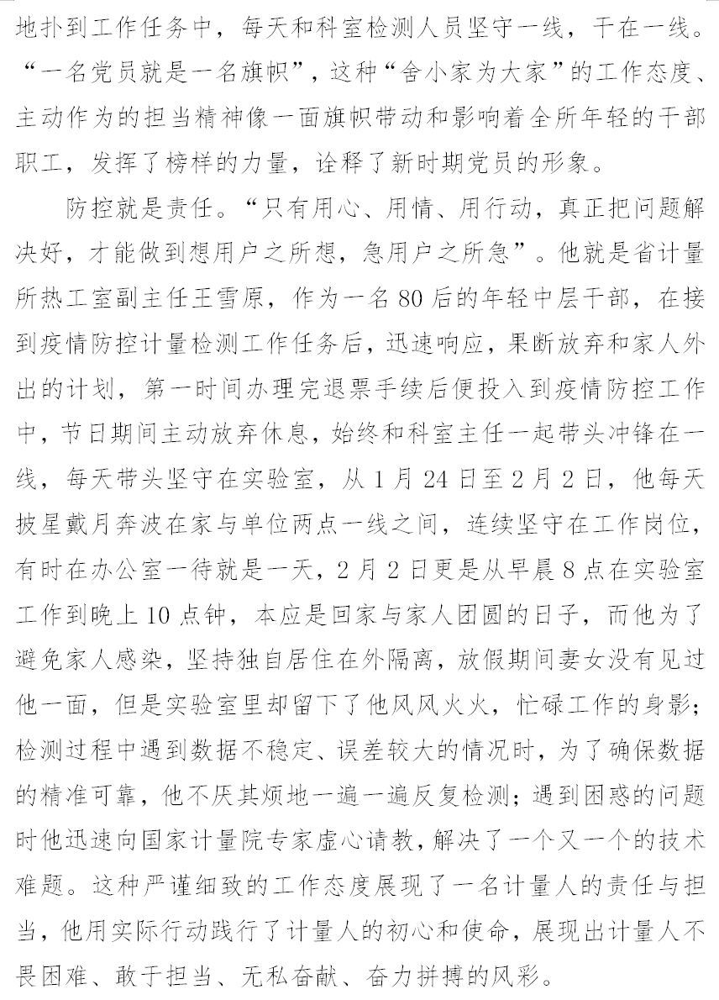 地扑到工作任务中，每天和科室检测人员坚守一线，干在一线。
“一名党员就是一名旗帜”，这种“舍小家为大家”的工作态度、
主动作为的担当精神像一面旗帜带动和影响着全所年轻的干部
职工，发挥了榜样的力量，诠释了新时期党员的形象。
防控就是责任。“只有用心、用情、用行动，真正把问题解
决好，才能做到想用户之所想，急用户之所急”。他就是省计量
所热工室副主任王雪原，作为一名80后的年轻中层干部，在接
到疫情防控计量检测工作任务后，迅速响应，果断放弃和家人外
出的计划，第一时间办理完退票手续后便投入到疫情防控工作
中，节日期间主动放弃休息，始终和科室主任一起带头冲锋在一
线，每天带头坚守在实验室，从1月24日至2月2日，他每天
披星戴月奔波在家与单位两点一线之间，连续坚守在工作岗位，
有时在办公室一待就是一天，2月2日更是从早晨8点在实验室
工作到晚上10点钟，本应是回家与家人团圆的日子，而他为了
避免家人感染，坚持独自居住在外隔离，放假期间妻女没有见过
他一面，但是实验室里却留下了他风风火火，忙碌工作的身影；
检测过程中遇到数据不稳定、误差较大的情况时，为了确保数据
的精准可靠，他不厌其烦地一遍一遍反复检测；遇到困惑的问题
时他迅速向国家计量院专家虚心请教，解决了一个又一个的技术
难题。这种严谨细致的工作态度展现了一名计量人的责任与担
当，他用实际行动践行了计量人的初心和使命，展现出计量人不
畏困难、敢于担当、无私奋献、奋力拼搏的风彩。